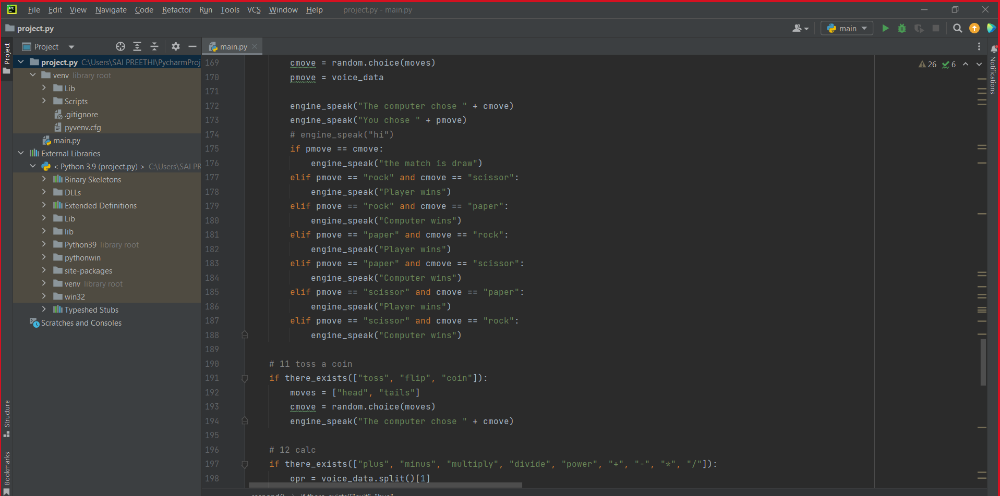 PC File Edit View Navigate Code Refactor Run Tools VCS Window Help project.py - main.py
project.py main
Project main.py
Project
project.py C:\Users\SAI PREETHI\PycharmProj
venv library root
Lib
Scripts
.gitignore
pyvenv.cfg
main.py
External Libraries
< Python 3.9 (project.py) > C:\Users\SAI PR
Binary Skeletons
DLLs
Extended Definitions
Lib
lib
Python39 library root
pythonwin
site-packages
venv library root
win32
Typeshed Stubs
Scratches and Consoles
Structure
Bookmarks
26 6
Notifications
169 cmove = random.choice(moves)
170 pmove = voice_data
171
172 engine_speak("The computer chose " + cmove)
173 engine_speak("You chose " + pmove)
174 # engine_speak("hi")
175 if pmove == cmove:
176 engine_speak("the match is draw")
177 elif pmove == "rock" and cmove == "scissor":
178 engine_speak("Player wins")
179 elif pmove == "rock" and cmove == "paper":
180 engine_speak("Computer wins")
181 elif pmove == "paper" and cmove == "rock":
182 engine_speak("Player wins")
183 elif pmove == "paper" and cmove == "scissor":
184 engine_speak("Computer wins")
185 elif pmove == "scissor" and cmove == "paper":
186 engine_speak("Player wins")
187 elif pmove == "scissor" and cmove == "rock":
188 engine_speak("Computer wins")
189
190 # 11 toss a coin
191 if there_exists(["toss", "flip", "coin"]):
192 moves = ["head", "tails"]
193 cmove = random.choice(moves)
194 engine_speak("The computer chose " + cmove)
195
196 # 12 calc
197 if there_exists(["plus", "minus", "multiply", "divide", "power", "+", "-", "*", "/"]):
198 opr = voice_data.split()[1]
respond() > if there_exists(["exit", "bye"